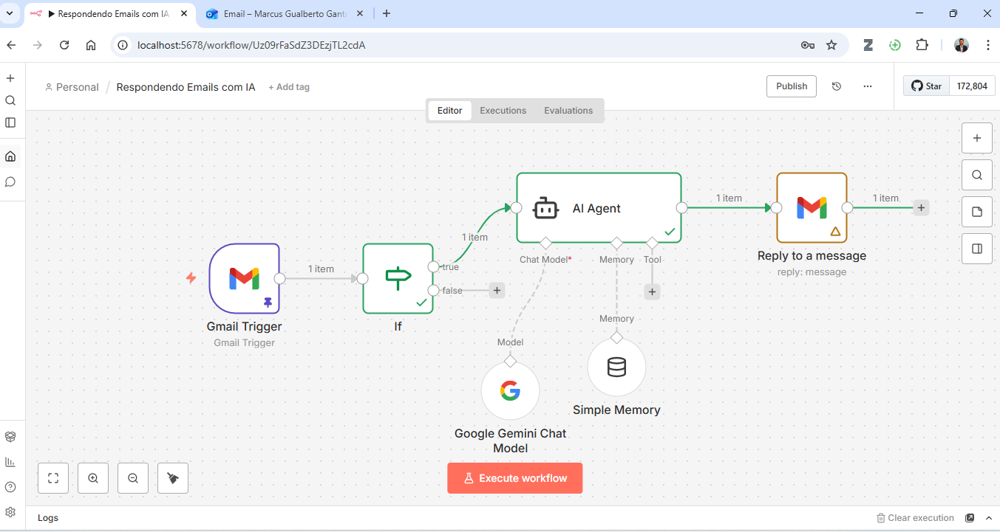 ▶ Respondendo Emails com IA
Email – Marcus Gualberto Gant
localhost:5678/workflow/Uz09rFaSdZ3DEzjTL2cdA
Personal / Respondendo Emails com IA + Add tag
Publish
Star 172,804
Editor Executions Evaluations
1 item
AI Agent
1 item
1 item
1 item
true
false
Chat Model*
Memory
Tool
Reply to a message
reply: message
Gmail Trigger
Gmail Trigger
If
Memory
Model
Simple Memory
Google Gemini Chat
Model
Execute workflow
Logs
Clear execution